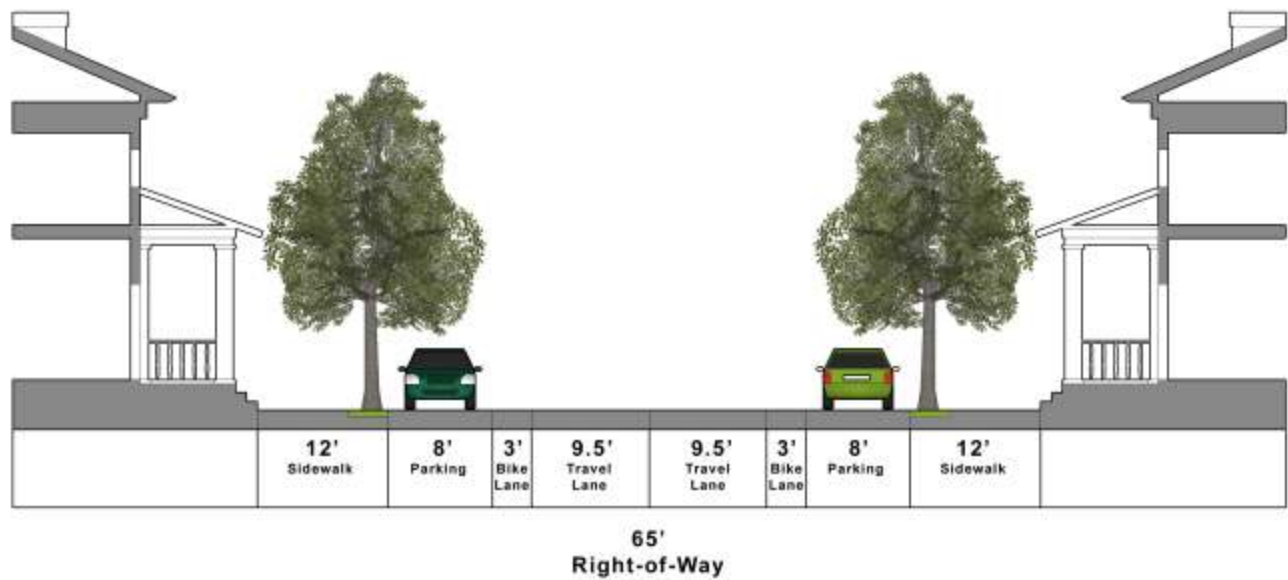 12' 8' 3' 9.5' 9.5' 3' 8' 12'
Sidewalk Parking Bike Travel Travel Bike Parking Sidewalk
Lane Lane Lane Lane
65'
Right-of-Way